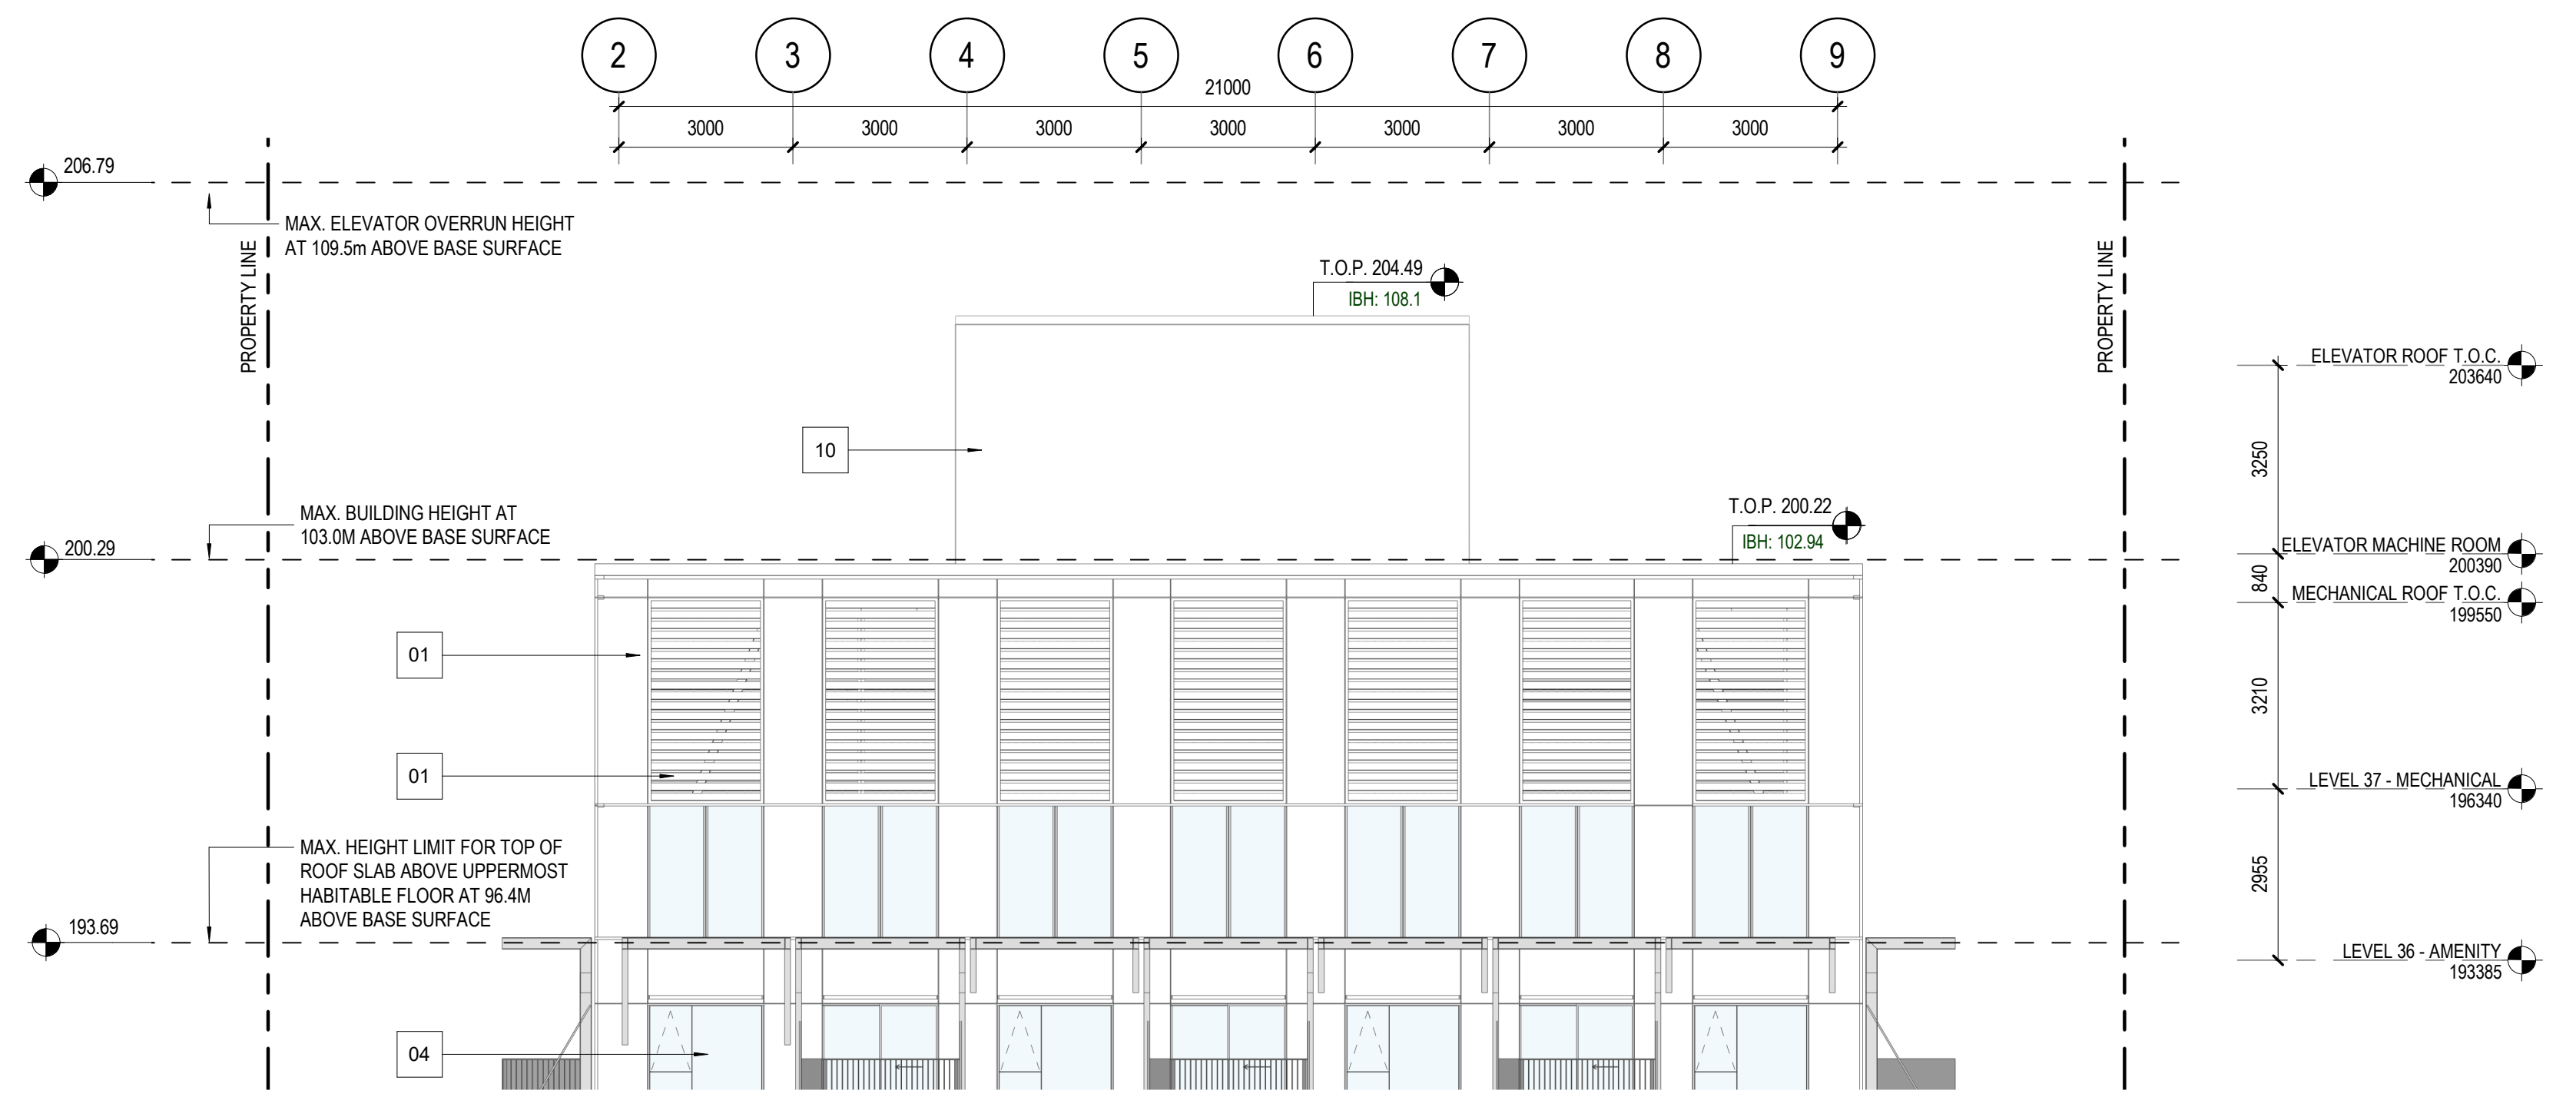 2 3 4 5 6 7 8 9
21000
3000 3000 3000 3000 3000 3000 3000
206.79
MAX. ELEVATOR OVERRUN HEIGHT
AT 109.5m ABOVE BASE SURFACE
PROPERTY LINE
PROPERTY LINE
T.O.P. 204.49
IBH: 108.1
ELEVATOR ROOF T.O.C.
203640
3250
10
MAX. BUILDING HEIGHT AT
103.0M ABOVE BASE SURFACE
200.29
T.O.P. 200.22
IBH: 102.94
ELEVATOR MACHINE ROOM
200390
840
MECHANICAL ROOF T.O.C.
199550
01
3210
01
LEVEL 37 - MECHANICAL
196340
MAX. HEIGHT LIMIT FOR TOP OF
ROOF SLAB ABOVE UPPERMOST
HABITABLE FLOOR AT 96.4M
ABOVE BASE SURFACE
2955
193.69
LEVEL 36 - AMENITY
193385
04